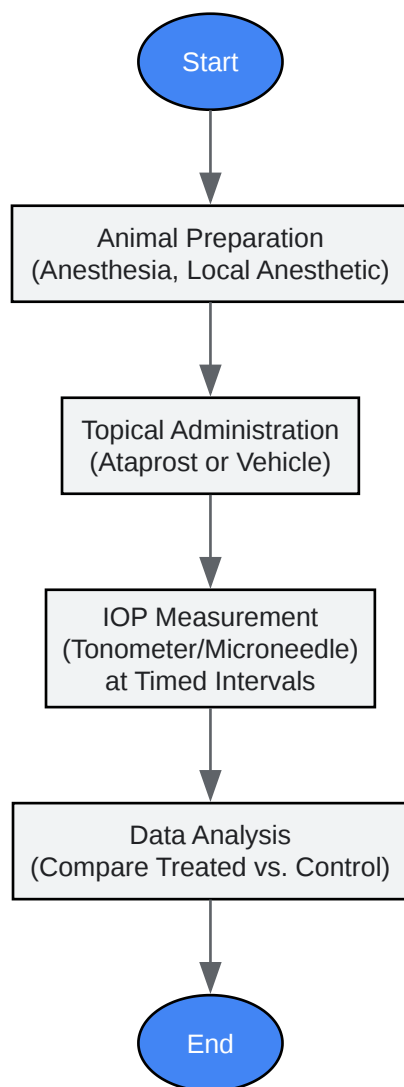 Start
Animal Preparation
(Anesthesia, Local Anesthetic)
Topical Administration
(Ataprost or Vehicle)
IOP Measurement
(Tonometer/Microneedle)
at Timed Intervals
Data Analysis
(Compare Treated vs. Control)
End